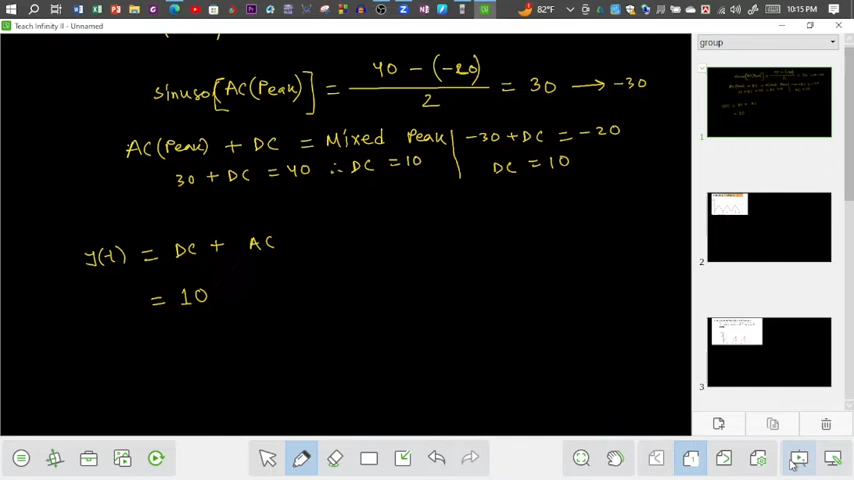 82°F
10:15 PM
Teach Infinity II - Unnamed
group
sinuso[AC(Peak)] = 40 - (-20) / 2 = 30 → -30
AC(Peak) + DC = Mixed Peak | -30 + DC = -20
30 + DC = 40 ∴ DC = 10 | DC = 10
y(t) = DC + AC
= 10
1
2
3